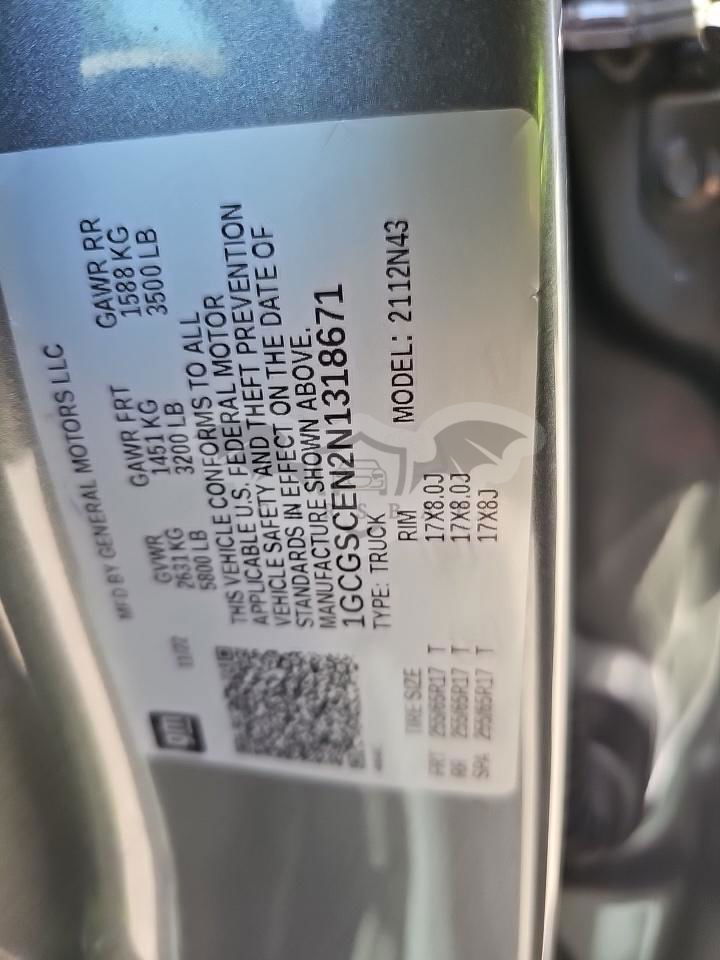 MFD BY GENERAL MOTORS LLC
11/22
GVWR GAWR FRT GAWR RR
2631 KG 1451 KG 1588 KG
5800 LB 3200 LB 3500 LB
THIS VEHICLE CONFORMS TO ALL
APPLICABLE U.S. FEDERAL MOTOR
VEHICLE SAFETY AND THEFT PREVENTION
STANDARDS IN EFFECT ON THE DATE OF
MANUFACTURE SHOWN ABOVE.
1GCGSCEN2N1318671
TYPE: TRUCK MODEL: 2112N43
TIRE SIZE RIM
FRT 255/65R17 T 17X8.0J
RR 255/65R17 T 17X8.0J
SPA 255/65R17 T 17X8J
gm